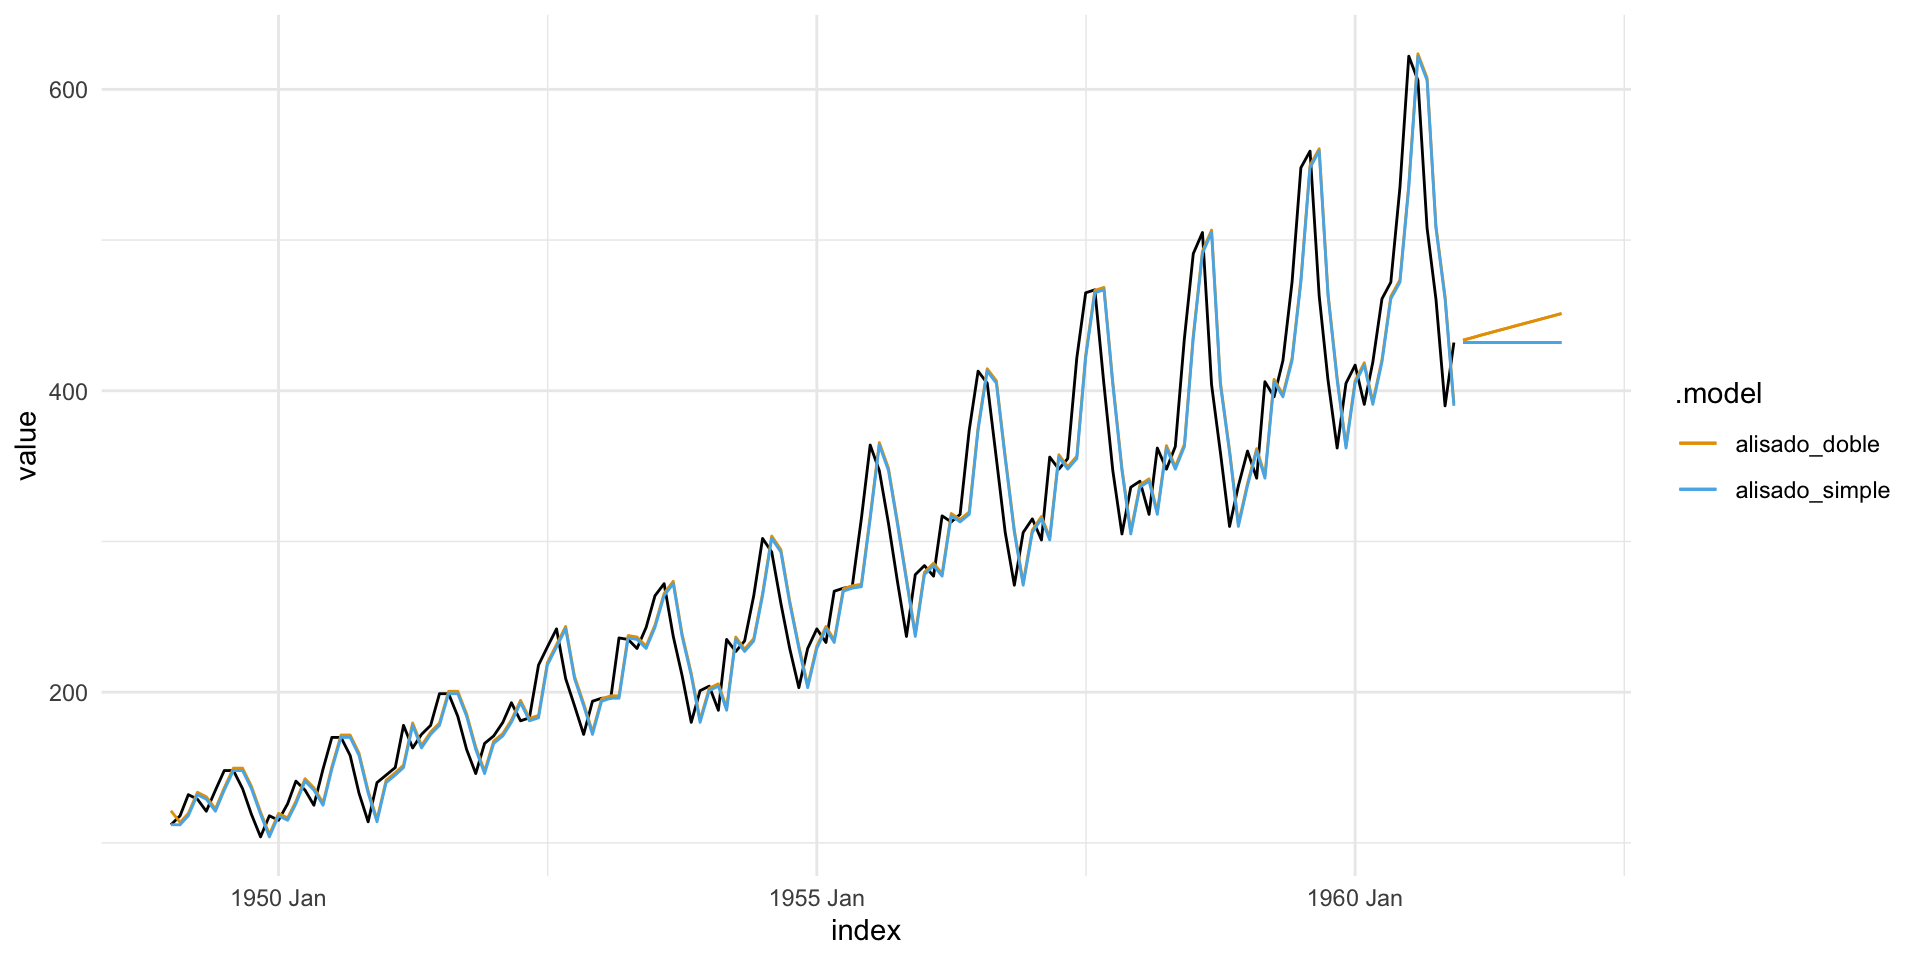 600
400
200
value
1950 Jan
1955 Jan
1960 Jan
index
.model
alisado_doble
alisado_simple